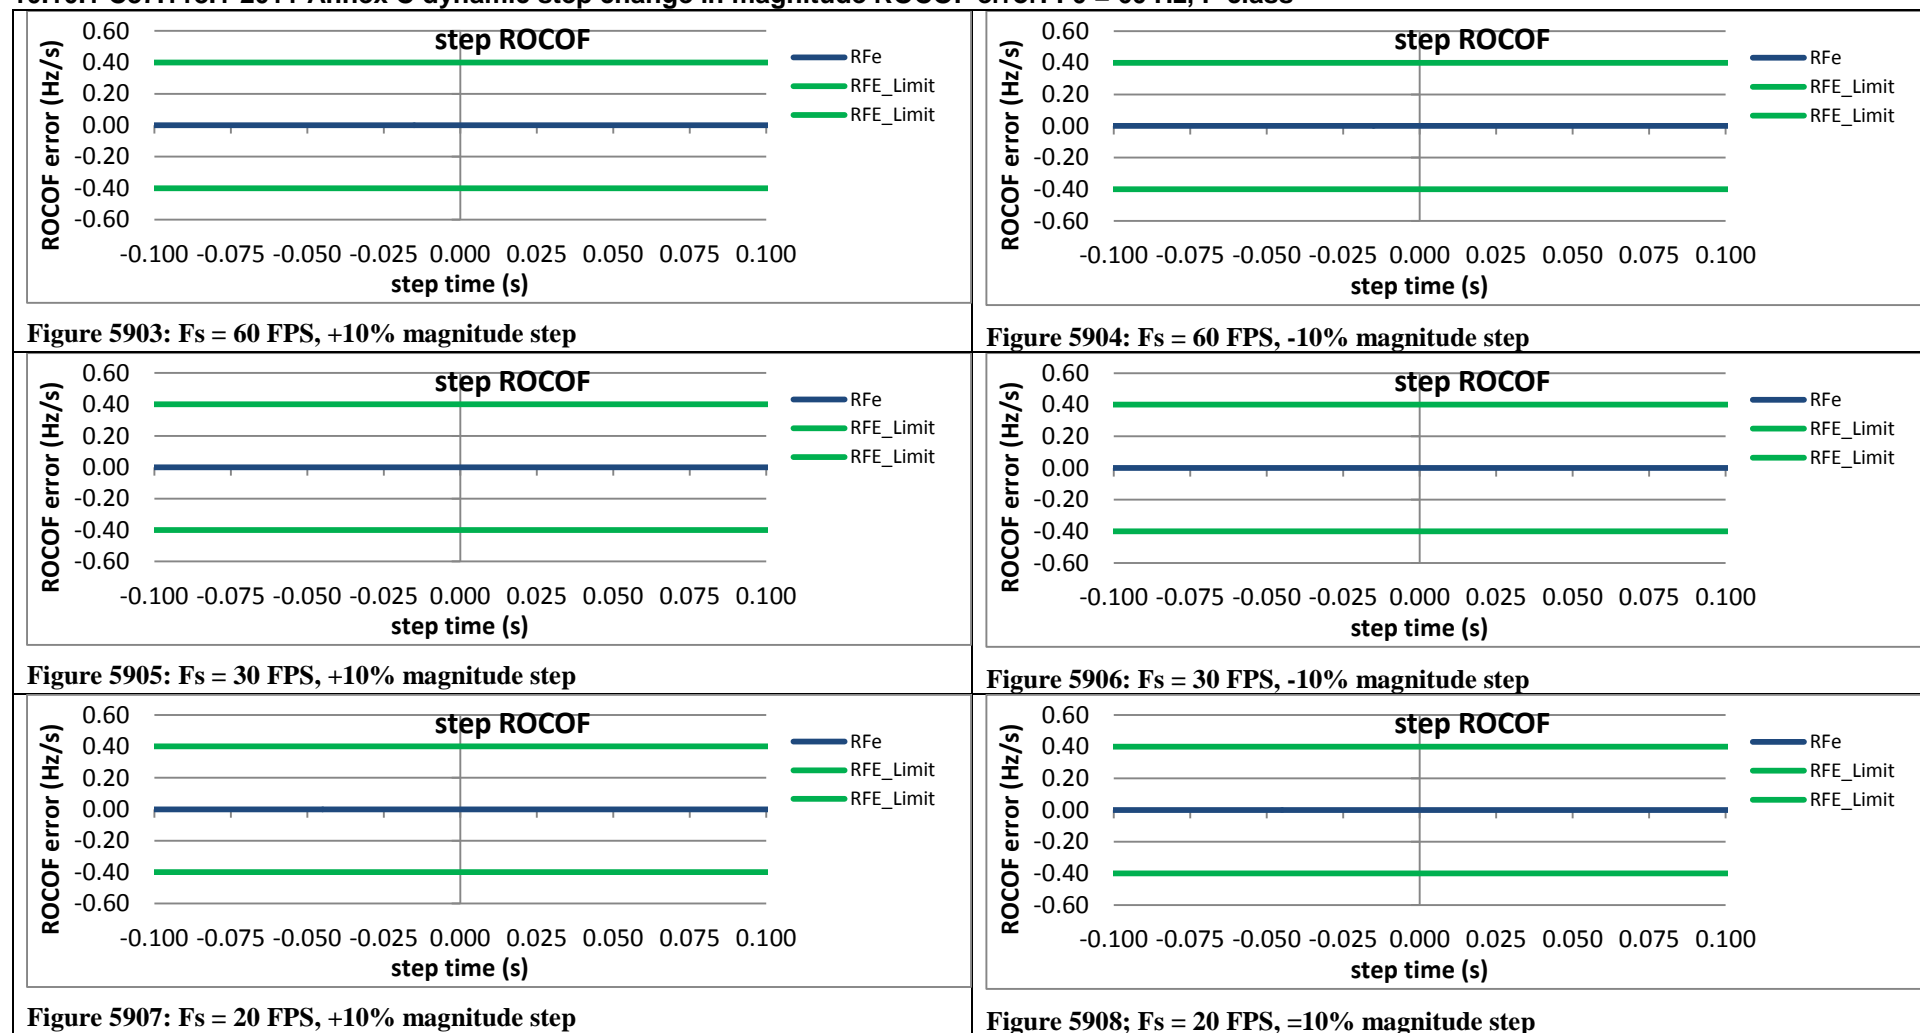 C37.118.1-2011 Annex C dynamic step change in magnitude ROCOF error: = 60 Hz, P class
step ROCOF
ROCOF error (Hz/s)
0.60
0.40
0.20
0.00
-0.20
-0.40
-0.60
-0.100 -0.075 -0.050 -0.025 0.000 0.025 0.050 0.075 0.100
step time (s)
RFe
RFE_Limit
RFE_Limit
Figure 5903: Fs = 60 FPS, +10% magnitude step
step ROCOF
ROCOF error (Hz/s)
0.60
0.40
0.20
0.00
-0.20
-0.40
-0.60
-0.100 -0.075 -0.050 -0.025 0.000 0.025 0.050 0.075 0.100
step time (s)
RFe
RFE_Limit
RFE_Limit
Figure 5904: Fs = 60 FPS, -10% magnitude step
step ROCOF
ROCOF error (Hz/s)
0.60
0.40
0.20
0.00
-0.20
-0.40
-0.60
-0.100 -0.075 -0.050 -0.025 0.000 0.025 0.050 0.075 0.100
step time (s)
RFe
RFE_Limit
RFE_Limit
Figure 5905: Fs = 30 FPS, +10% magnitude step
step ROCOF
ROCOF error (Hz/s)
0.60
0.40
0.20
0.00
-0.20
-0.40
-0.60
-0.100 -0.075 -0.050 -0.025 0.000 0.025 0.050 0.075 0.100
step time (s)
RFe
RFE_Limit
RFE_Limit
Figure 5906: Fs = 30 FPS, -10% magnitude step
step ROCOF
ROCOF error (Hz/s)
0.60
0.40
0.20
0.00
-0.20
-0.40
-0.60
-0.100 -0.075 -0.050 -0.025 0.000 0.025 0.050 0.075 0.100
step time (s)
RFe
RFE_Limit
RFE_Limit
Figure 5907: Fs = 20 FPS, +10% magnitude step
step ROCOF
ROCOF error (Hz/s)
0.60
0.40
0.20
0.00
-0.20
-0.40
-0.60
-0.100 -0.075 -0.050 -0.025 0.000 0.025 0.050 0.075 0.100
step time (s)
RFe
RFE_Limit
RFE_Limit
Figure 5908; Fs = 20 FPS, =10% magnitude step